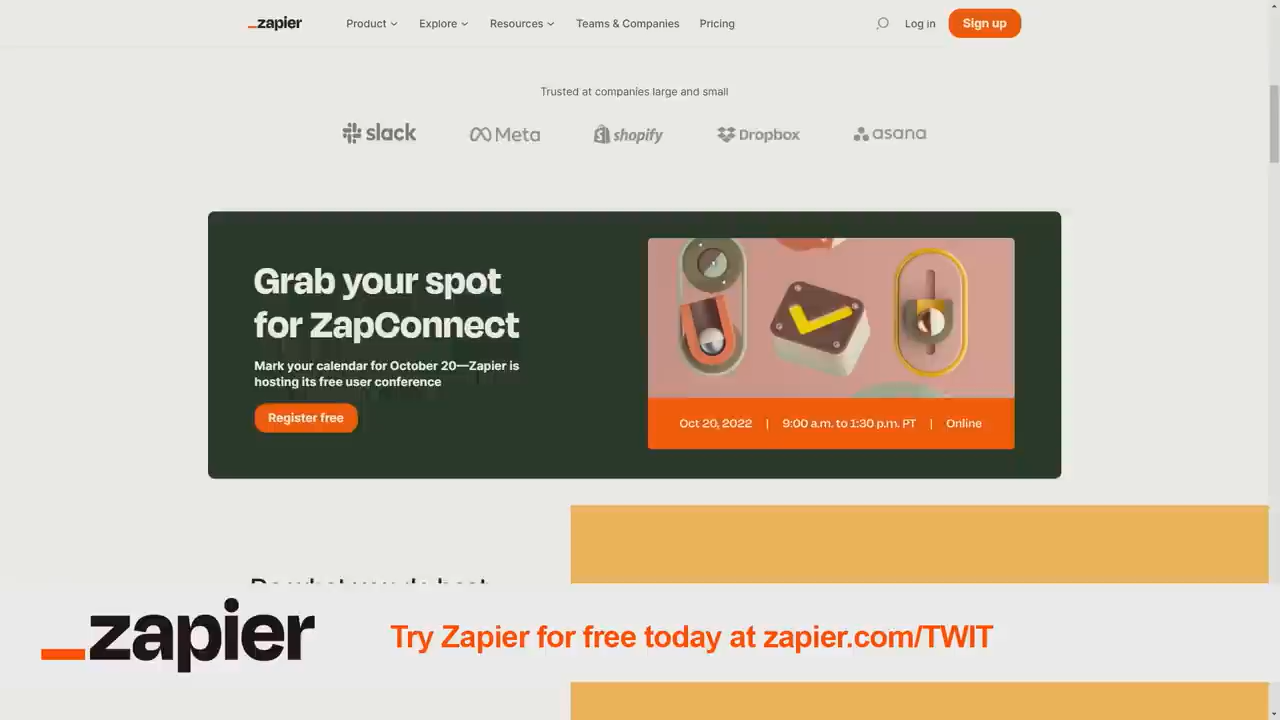 _zapier Product Explore Resources Teams & Companies Pricing Log in Sign up
Trusted at companies large and small
slack Meta shopify Dropbox asana
Grab your spot
for ZapConnect
Mark your calendar for October 20—Zapier is
hosting its free user conference
Register free
Oct 20, 2022 | 9:00 a.m. to 1:30 p.m. PT | Online
_zapier Try Zapier for free today at zapier.com/TWIT